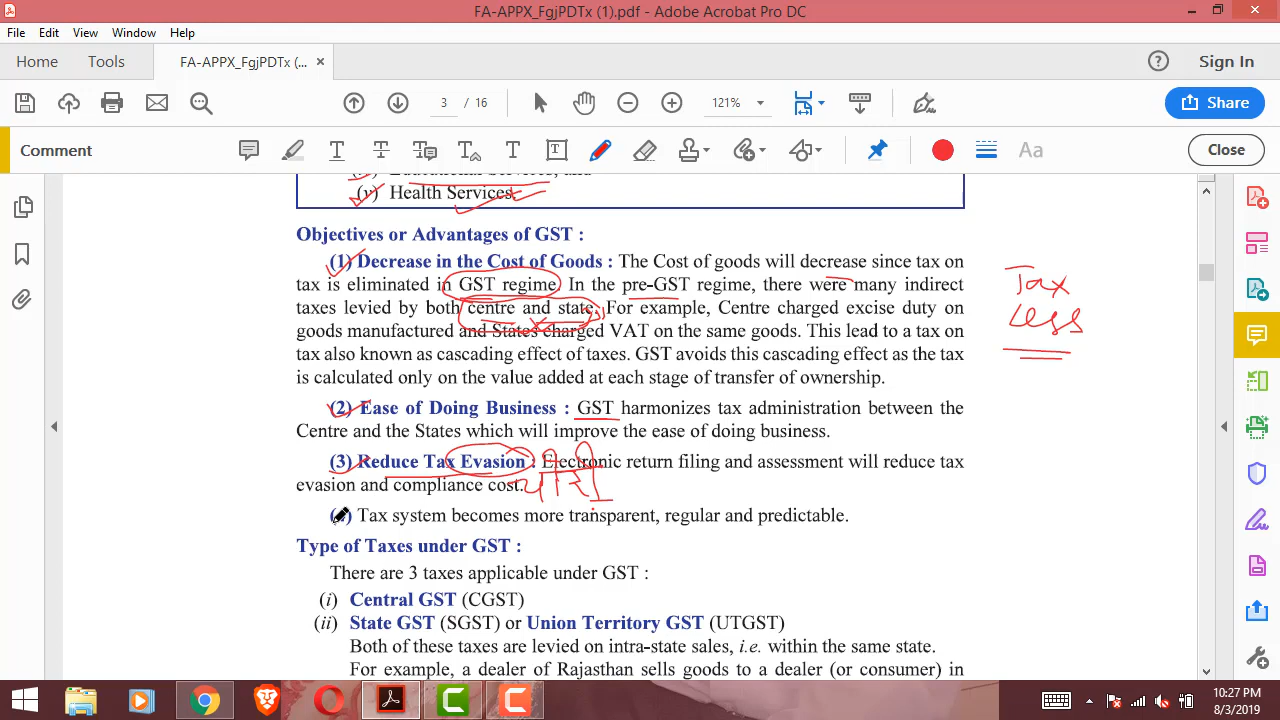 FA-APPX_FgjPDTx (1).pdf - Adobe Acrobat Pro DC
File Edit View Window Help
Home Tools FA-APPX_FgjPDTx (... × Sign In
3 / 16 121% Share
Comment Aa Close
Educational Services, and
(v) Health Services.
Objectives or Advantages of GST :
(1) Decrease in the Cost of Goods : The Cost of goods will decrease since tax on
tax is eliminated in GST regime. In the pre-GST regime, there were many indirect
taxes levied by both centre and state. For example, Centre charged excise duty on
goods manufactured and States charged VAT on the same goods. This lead to a tax on
tax also known as cascading effect of taxes. GST avoids this cascading effect as the tax
is calculated only on the value added at each stage of transfer of ownership.
Tax
Less
(2) Ease of Doing Business : GST harmonizes tax administration between the
Centre and the States which will improve the ease of doing business.
(3) Reduce Tax Evasion : Electronic return filing and assessment will reduce tax
evasion and compliance cost.
Tax system becomes more transparent, regular and predictable.
Type of Taxes under GST :
There are 3 taxes applicable under GST :
(i) Central GST (CGST)
(ii) State GST (SGST) or Union Territory GST (UTGST)
Both of these taxes are levied on intra-state sales, i.e. within the same state.
For example, a dealer of Rajasthan sells goods to a dealer (or consumer) in
10:27 PM
8/3/2019